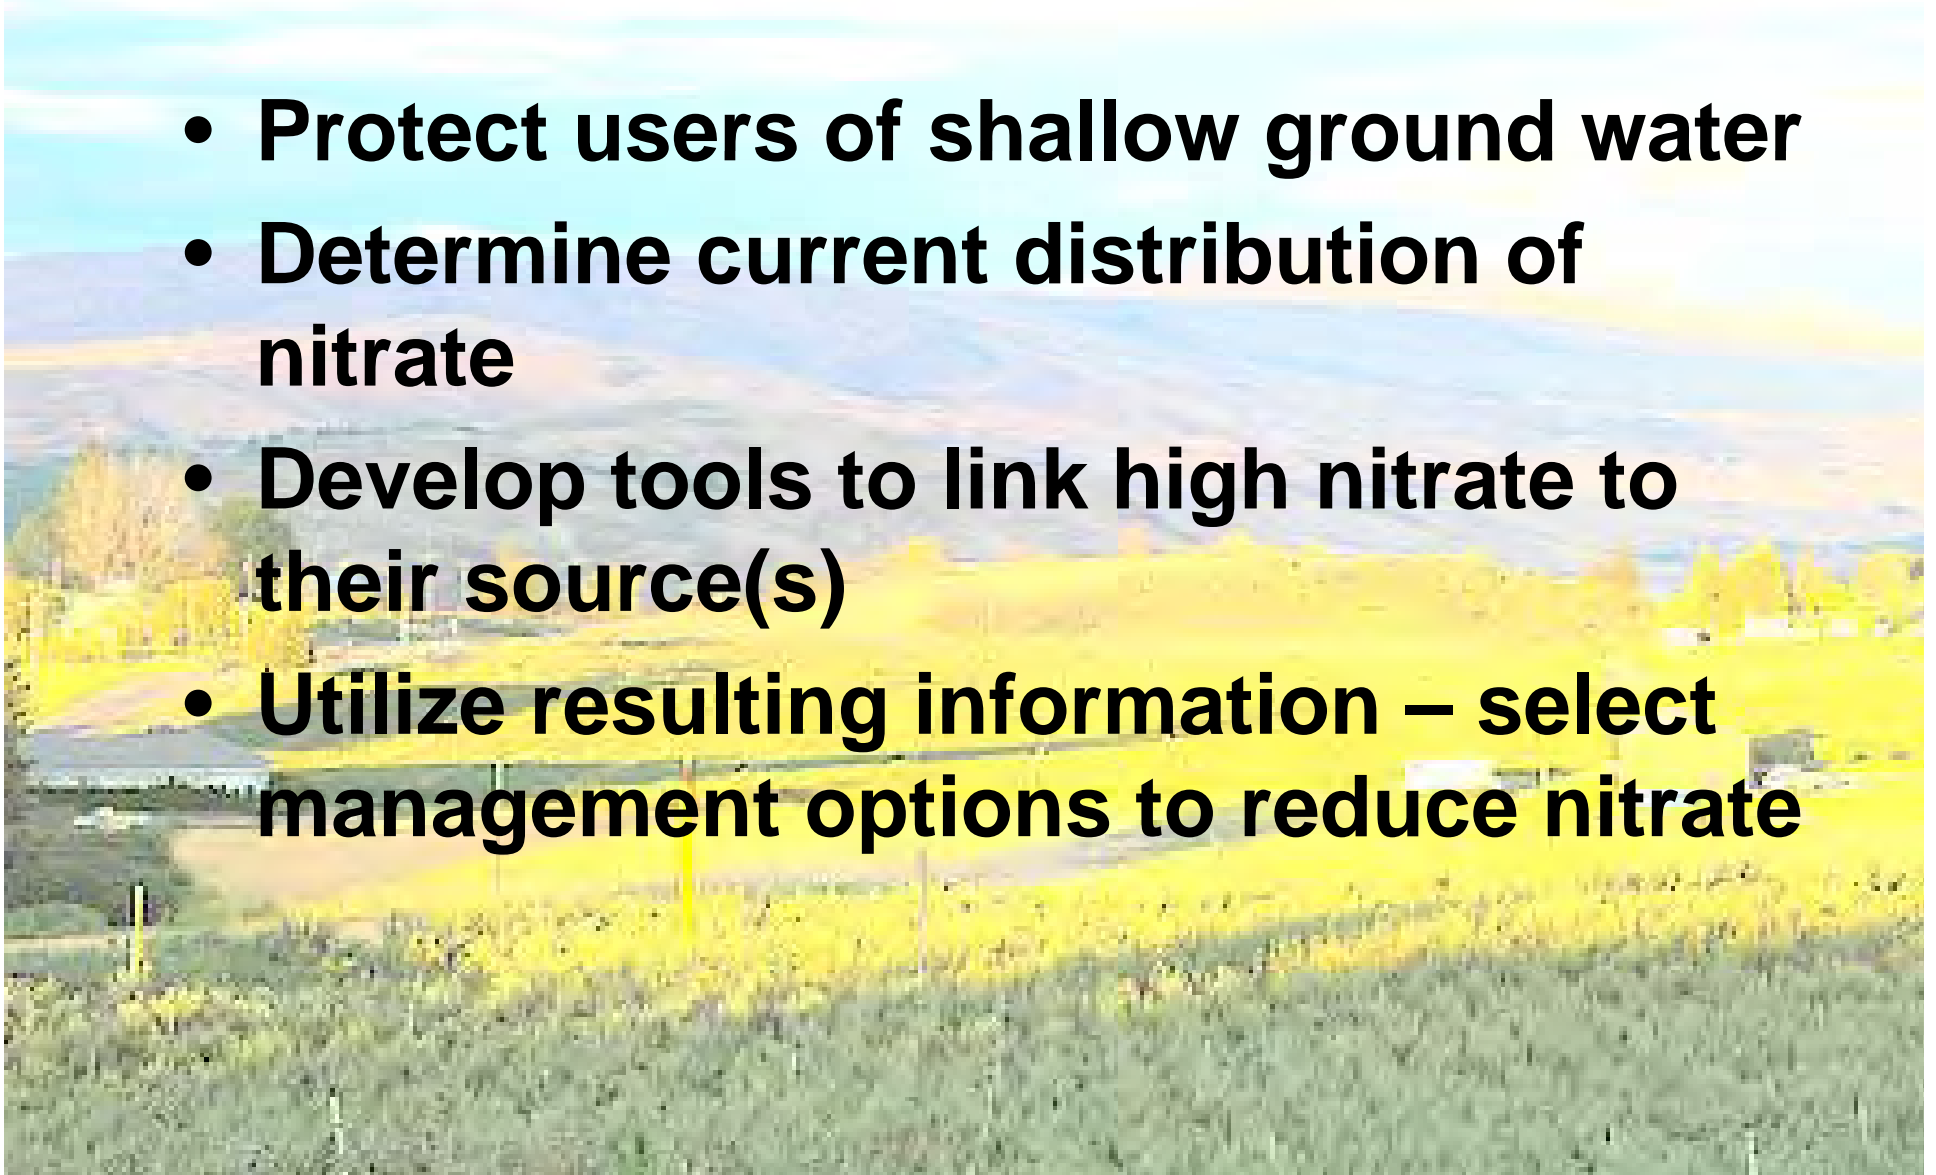 • Protect users of shallow ground water
• Determine current distribution of
nitrate
• Develop tools to link high nitrate to
their source(s)
• Utilize resulting information – select
management options to reduce nitrate